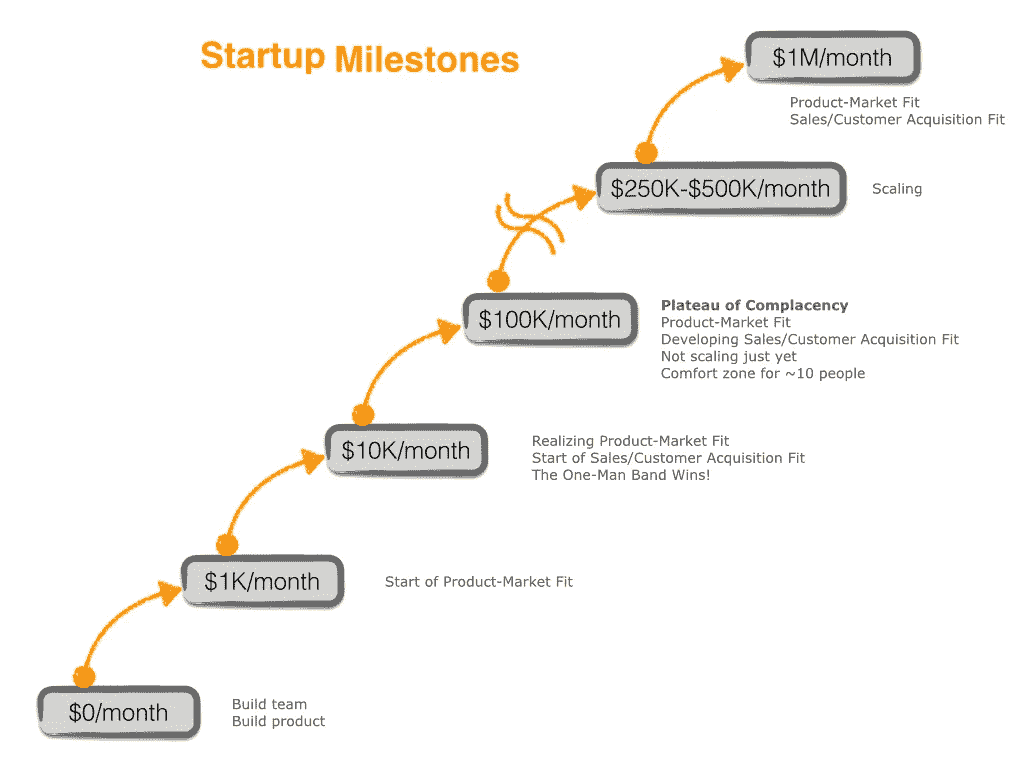 Startup Milestones
$1M/month
Product-Market Fit
Sales/Customer Acquisition Fit
$250K-$500K/month
Scaling
$100K/month
Plateau of Complacency
Product-Market Fit
Developing Sales/Customer Acquisition Fit
Not scaling just yet
Comfort zone for ~10 people
$10K/month
Realizing Product-Market Fit
Start of Sales/Customer Acquisition Fit
The One-Man Band Wins!
$1K/month
Start of Product-Market Fit
$0/month
Build team
Build product